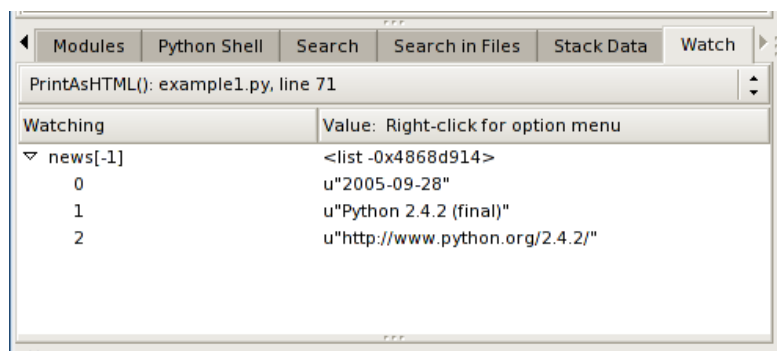 Modules Python Shell Search Search in Files Stack Data Watch
PrintAsHTML(): example1.py, line 71
Watching Value: Right-click for option menu
news[-1] <list -0x4868d914>
0 u"2005-09-28"
1 u"Python 2.4.2 (final)"
2 u"http://www.python.org/2.4.2/"